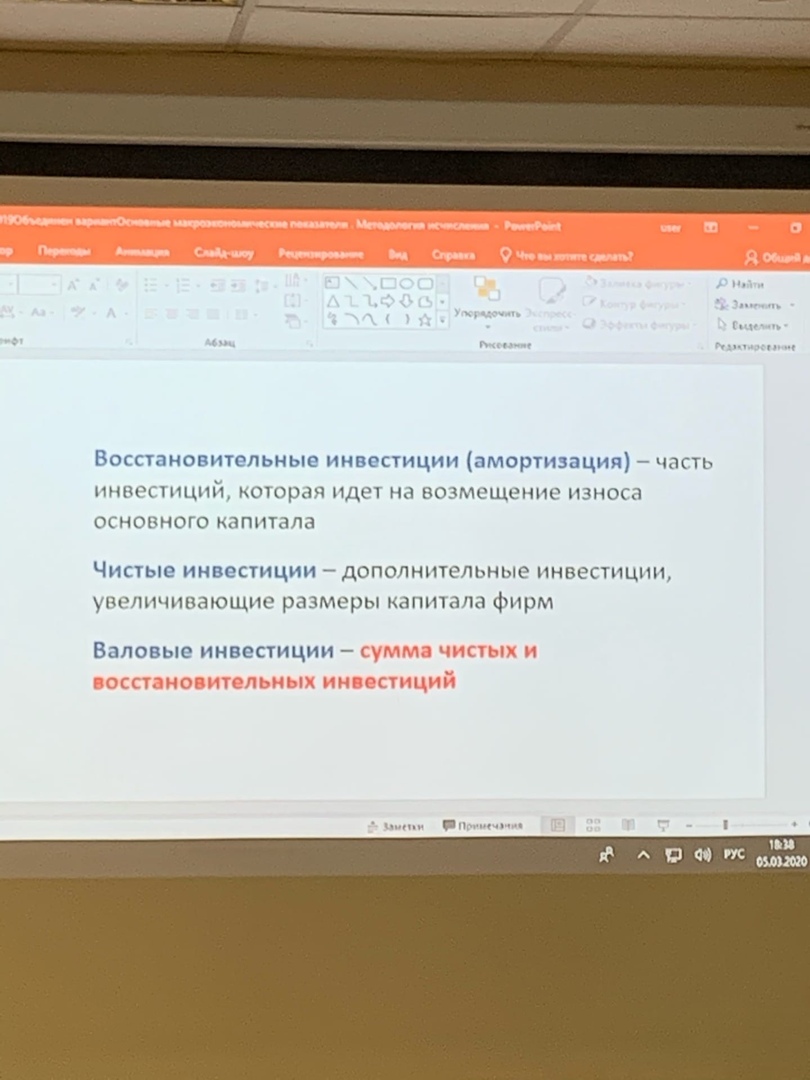 Объединен вариантОсновные макроэкономические показатели . Методология исчисления - PowerPoint
user
Переходы Анимация Слайд-шоу Рецензирование Вид Справка Что вы хотите сделать? Общий
Заливка фигуры
Найти
Aa
A
Упорядочить Экспресс-
Контур фигуры
Заменить
стили
Эффекты фигуры
Выделить
Абзац
Рисование
Редактирование
Восстановительные инвестиции (амортизация) – часть
инвестиций, которая идет на возмещение износа
основного капитала
Чистые инвестиции – дополнительные инвестиции,
увеличивающие размеры капитала фирм
Валовые инвестиции – сумма чистых и
восстановительных инвестиций
Заметки Примечания
РУС
18:38
05.03.2020